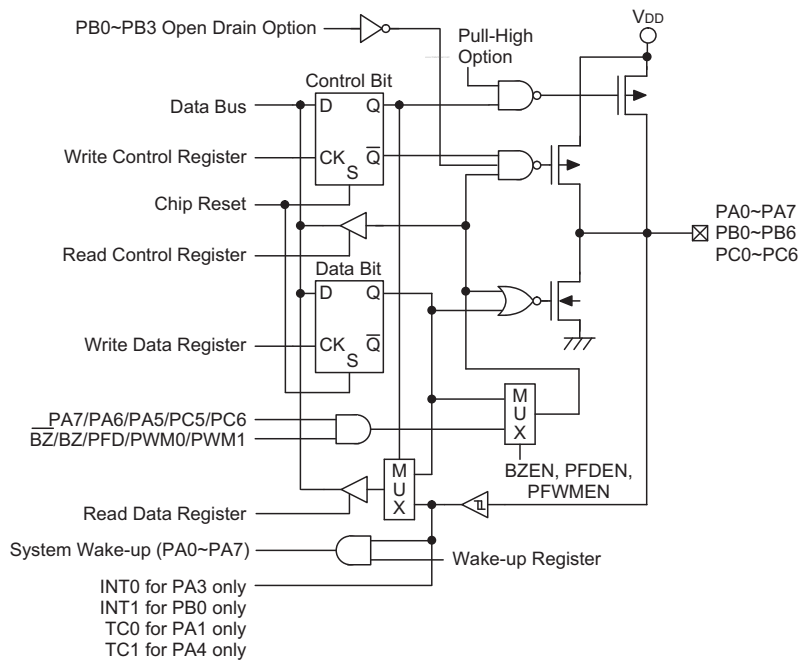 PB0~PB3 Open Drain Option
VDD
Pull-High
Option
Control Bit
Data Bus
D
Q
Write Control Register
CK
Q̅
S
Chip Reset
PA0~PA7
PB0~PB6
PC0~PC6
Read Control Register
Data Bit
D
Q
Write Data Register
CK
Q̅
S
PA7/PA6/PA5/PC5/PC6
B̅Z̅/BZ/PFD/PWM0/PWM1
M
U
X
BZEN, PFDEN,
PFWMEN
M
U
X
Read Data Register
System Wake-up (PA0~PA7)
Wake-up Register
INT0 for PA3 only
INT1 for PB0 only
TC0 for PA1 only
TC1 for PA4 only